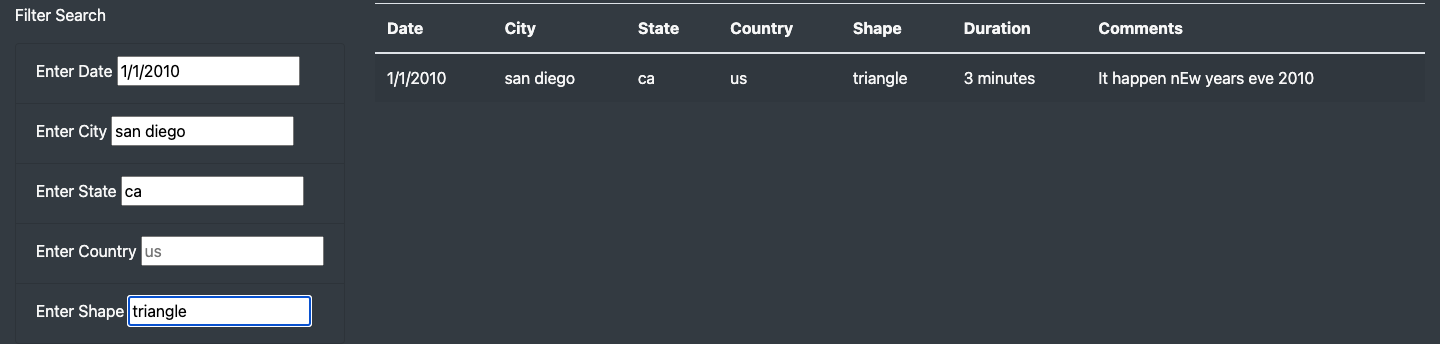 Filter Search
Enter Date 1/1/2010
Enter City san diego
Enter State ca
Enter Country us
Enter Shape triangle
Date City State Country Shape Duration Comments
1/1/2010 san diego ca us triangle 3 minutes It happen nEw years eve 2010